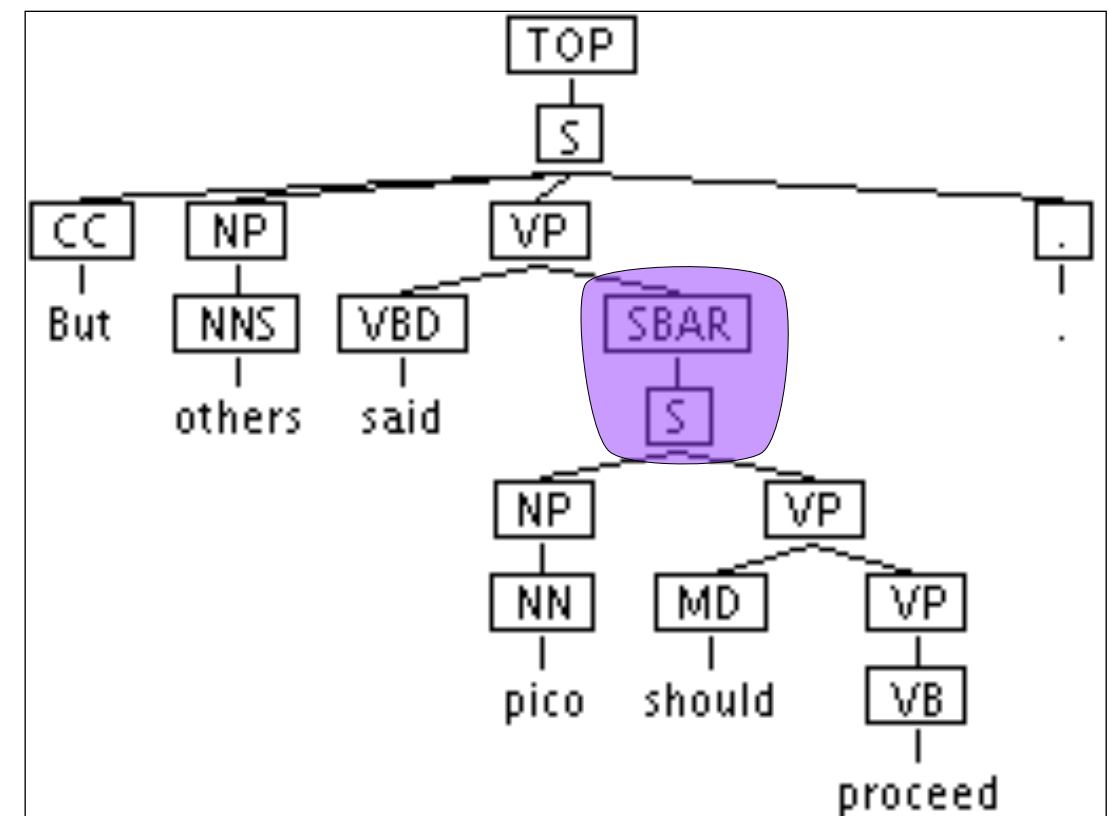 TOP
S
CC NP VP .
But NNS VBD SBAR .
others said S
NP VP
NN MD VP
pico should VB
proceed